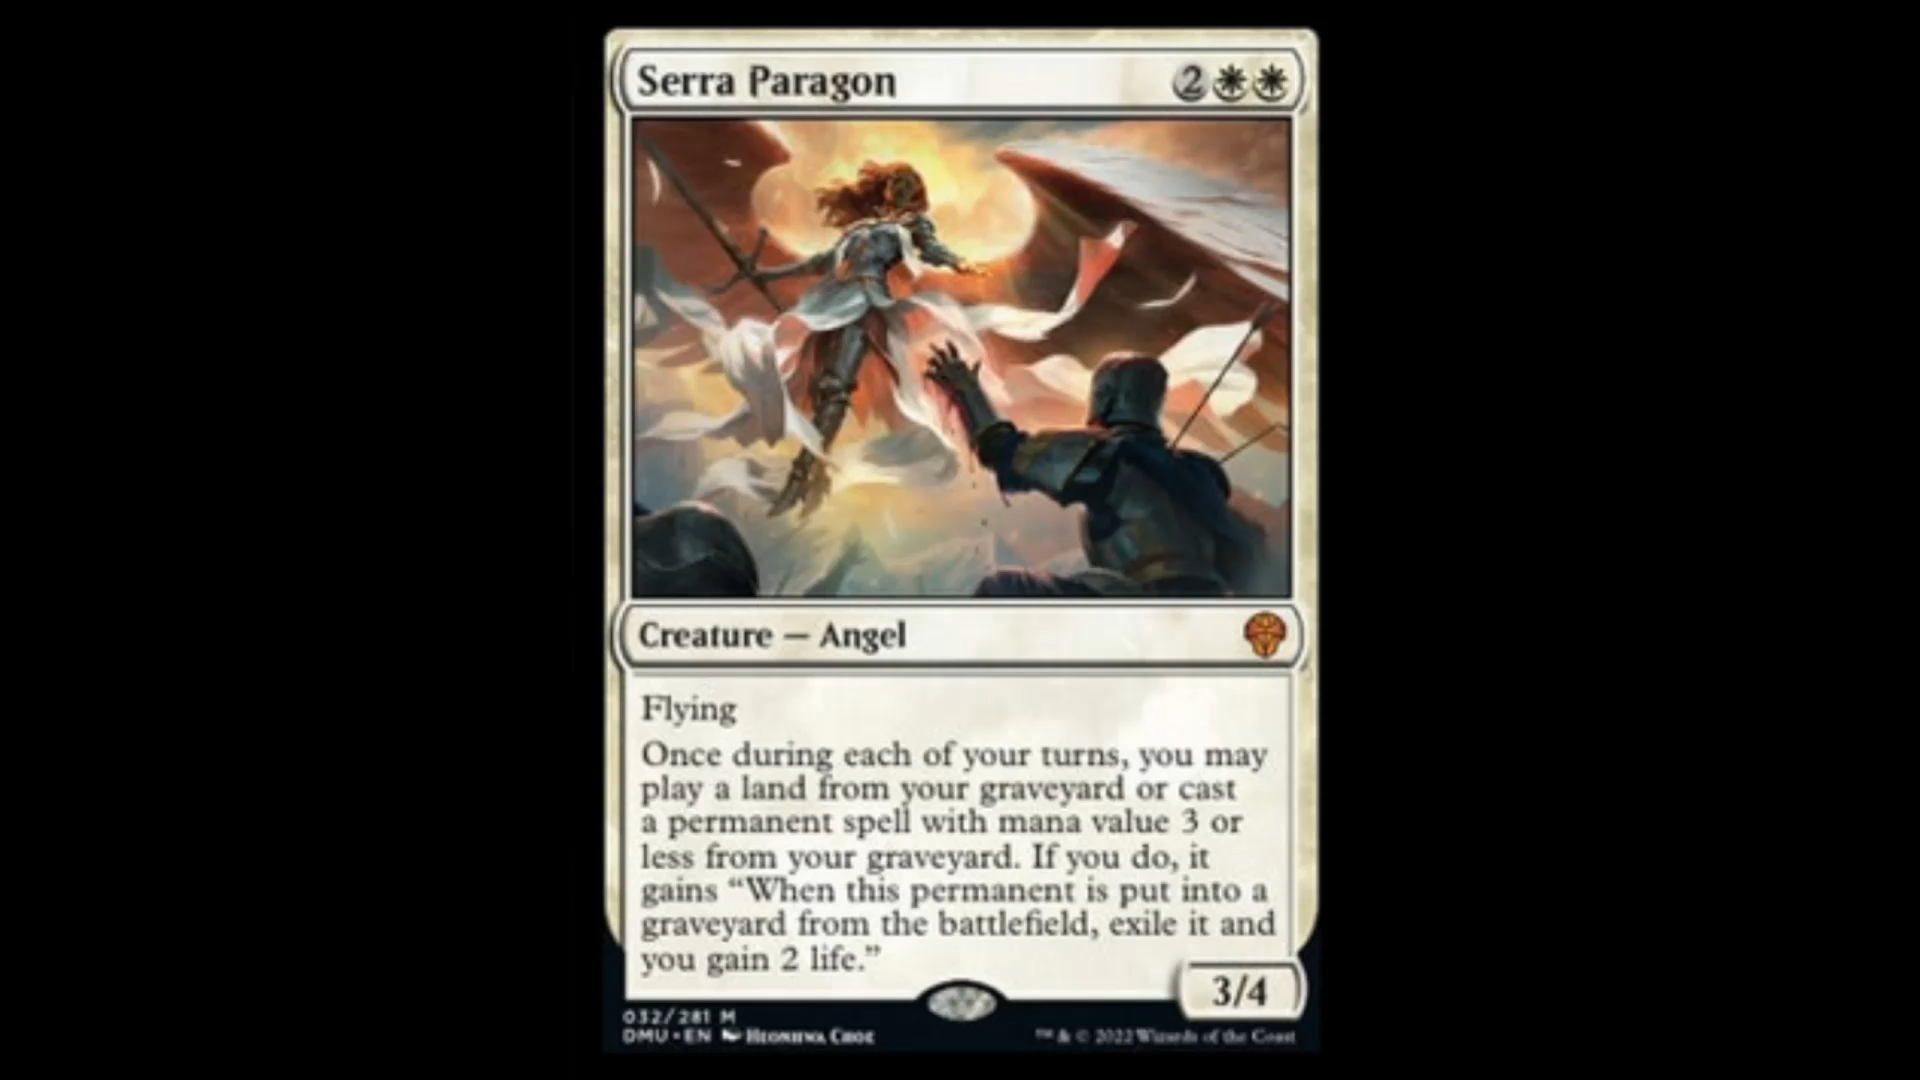 Serra Paragon 2
Creature — Angel
Flying
Once during each of your turns, you may
play a land from your graveyard or cast
a permanent spell with mana value 3 or
less from your graveyard. If you do, it
gains “When this permanent is put into a
graveyard from the battlefield, exile it and
you gain 2 life.”
3/4
032/281 M
DMU • EN Heonhwa Choe
™ & © 2022 Wizards of the Coast